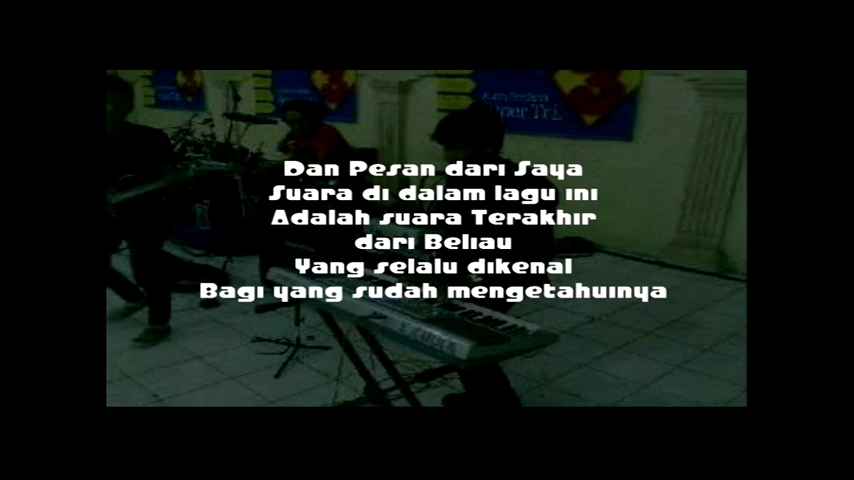 Dan Pesan dari Saya
Suara di dalam lagu ini
Adalah suara Terakhir
dari Beliau
Yang selalu dikenal
Bagi yang sudah mengetahuinya